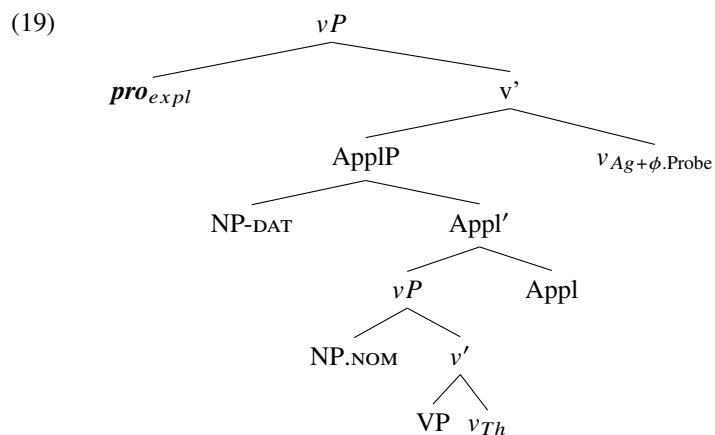 (19) vP
pro_expl v'
ApplP v_Ag+ϕ.Probe
NP-DAT Appl′
vP Appl
NP.NOM v′
VP v_Th